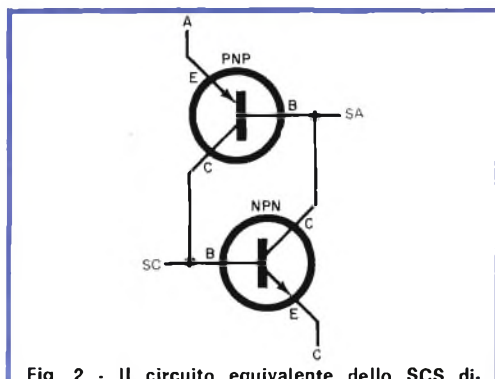 A
PNP
E
B
SA
C
NPN
C
SC
B
E
C
Fig. 2 - Il circuito equivalente dello SCS di-